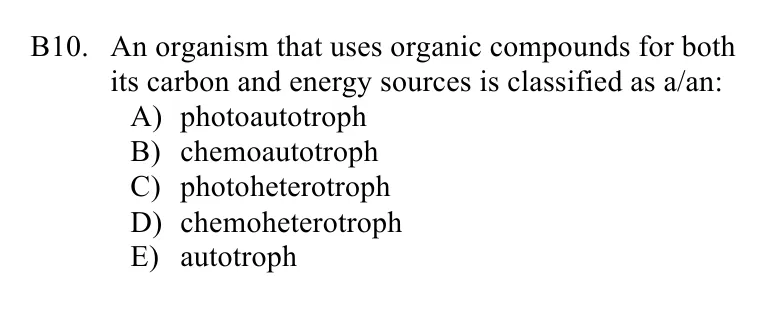 B10. An organism that uses organic compounds for both
its carbon and energy sources is classified as a/an:
A) photoautotroph
B) chemoautotroph
C) photoheterotroph
D) chemoheterotroph
E) autotroph